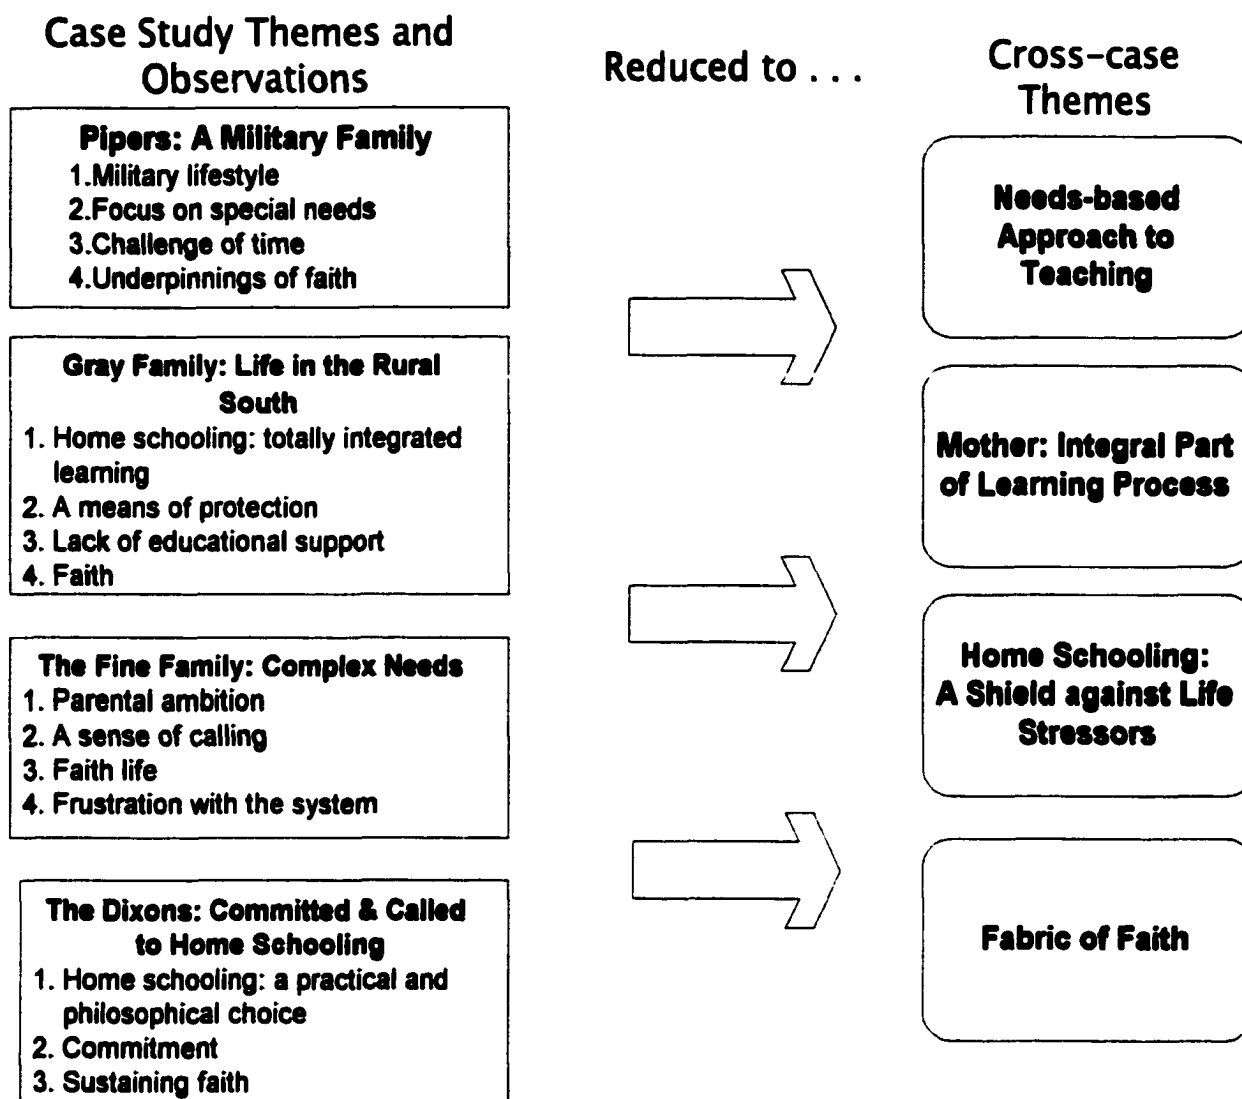 Case Study Themes and
Observations
Pipers: A Military Family
1.Military lifestyle
2.Focus on special needs
3.Challenge of time
4.Underpinnings of faith
Gray Family: Life in the Rural
South
1. Home schooling: totally integrated
learning
2. A means of protection
3. Lack of educational support
4. Faith
The Fine Family: Complex Needs
1. Parental ambition
2. A sense of calling
3. Faith life
4. Frustration with the system
The Dixons: Committed & Called
to Home Schooling
1. Home schooling: a practical and
philosophical choice
2. Commitment
3. Sustaining faith
Reduced to . . .
Cross-case
Themes
Needs-based
Approach to
Teaching
Mother: Integral Part
of Learning Process
Home Schooling:
A Shield against Life
Stressors
Fabric of Faith